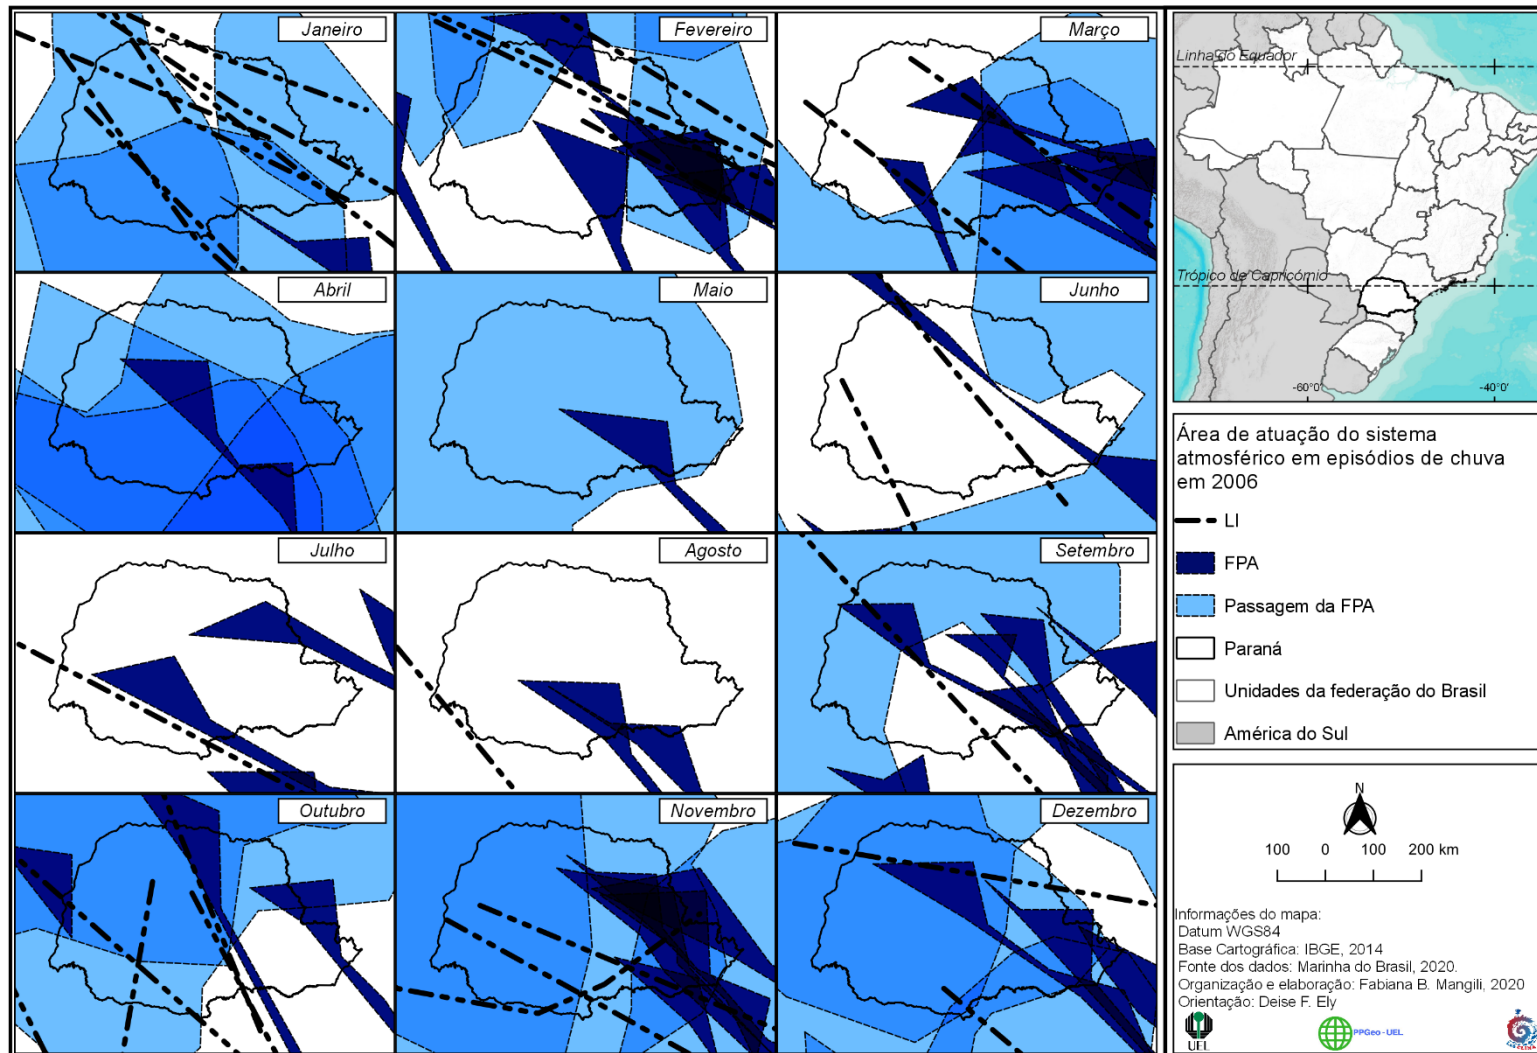 Janeiro
Fevereiro
Março
Abril
Maio
Junho
Julho
Agosto
Setembro
Outubro
Novembro
Dezembro
Linha do Equador
Trópico de Capricórnio
-60°0'
-40°0'
Área de atuação do sistema
atmosférico em episódios de chuva
em 2006
LI
FPA
Passagem da FPA
Paraná
Unidades da federação do Brasil
América do Sul
N
100 0 100 200 km
Informações do mapa:
Datum WGS84
Base Cartográfica: IBGE, 2014
Fonte dos dados: Marinha do Brasil, 2020.
Organização e elaboração: Fabiana B. Mangili, 2020
Orientação: Deise F. Ely
UEL
PPGeo - UEL